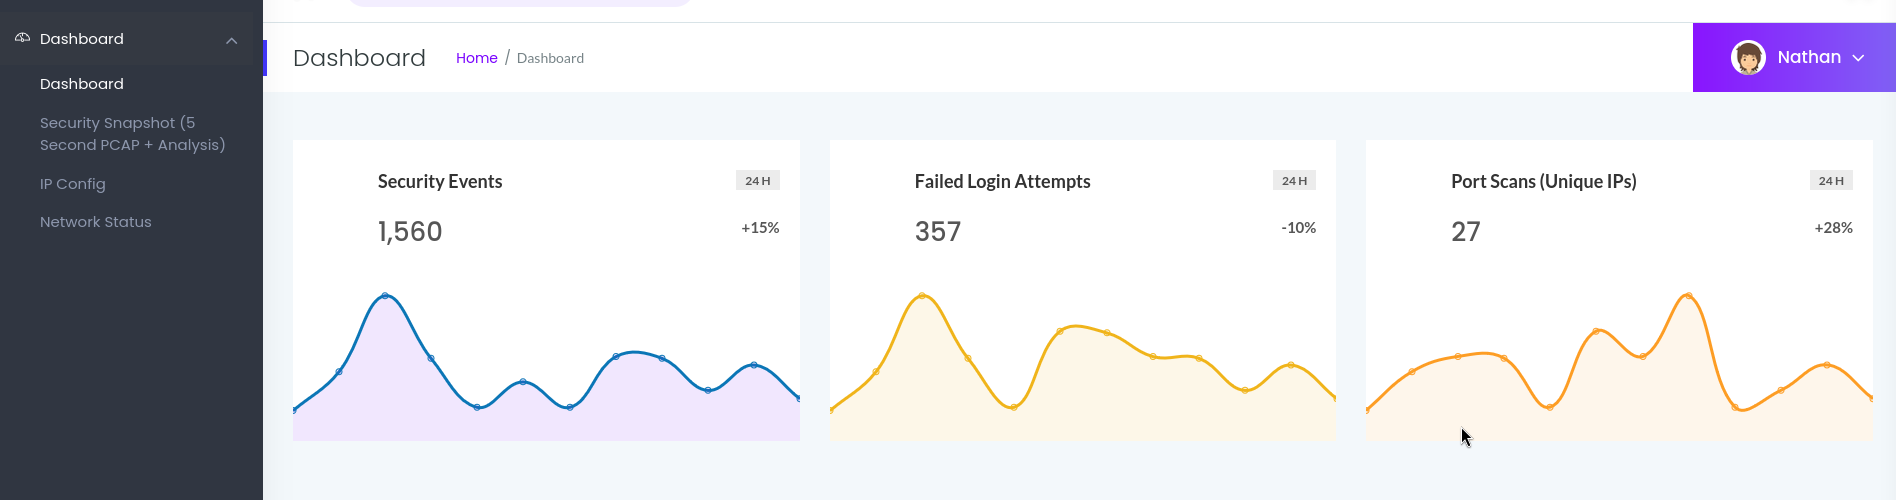 Dashboard
Dashboard
Security Snapshot (5
Second PCAP + Analysis)
IP Config
Network Status
Dashboard Home / Dashboard
Nathan
Security Events 24 H
1,560 +15%
Failed Login Attempts 24 H
357 -10%
Port Scans (Unique IPs) 24 H
27 +28%